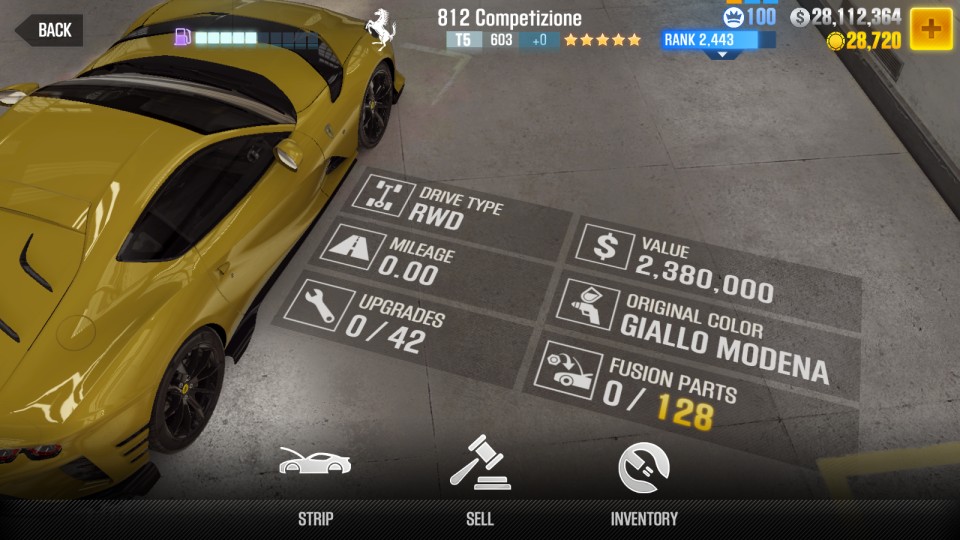 BACK
812 Competizione
T5 603 +0
100
28,112,364
RANK 2,443
28,720
DRIVE TYPE
RWD
MILEAGE
0.00
UPGRADES
0 / 42
VALUE
2,380,000
ORIGINAL COLOR
GIALLO MODENA
FUSION PARTS
0 / 128
STRIP
SELL
INVENTORY